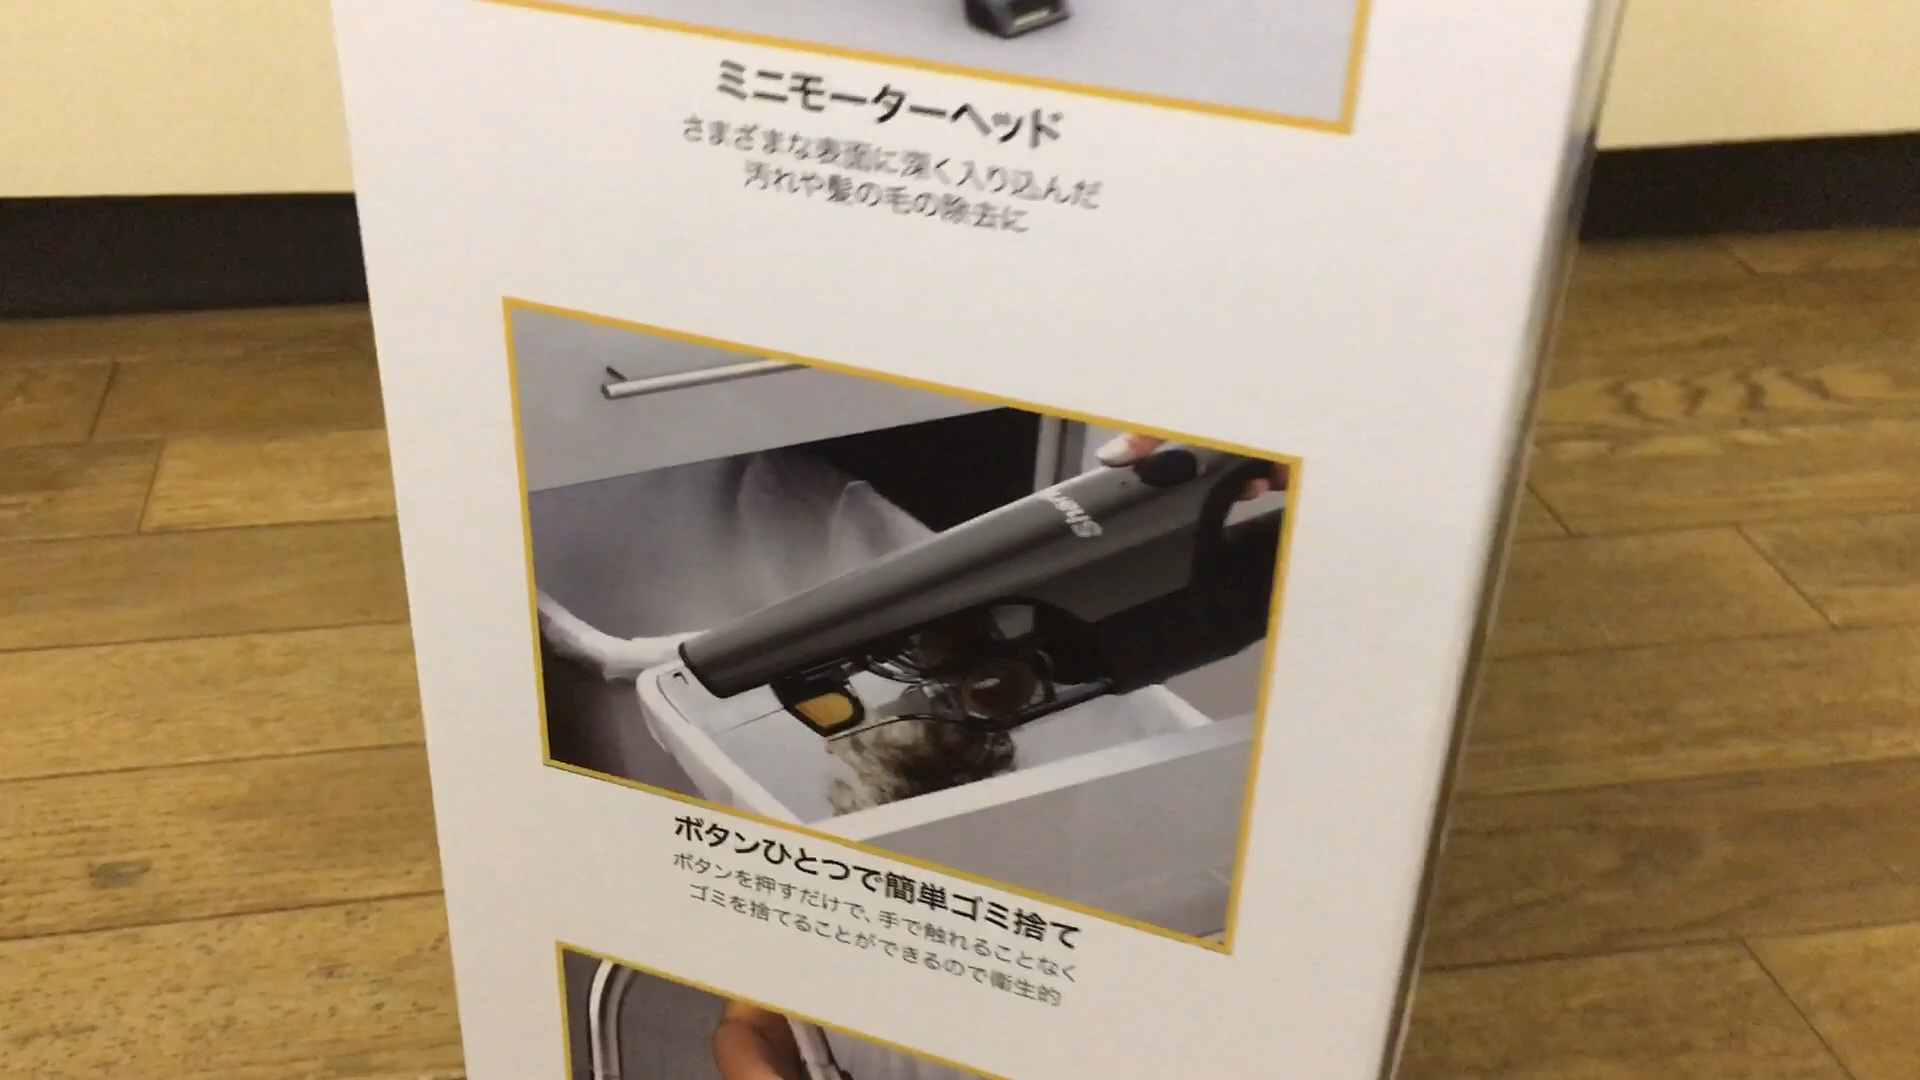 ミニモーターヘッド
さまざまな表面に深く入り込んだ
汚れや髪の毛の除去に
Shark
ボタンひとつで簡単ゴミ捨て
ボタンを押すだけで、手で触れることなく
ゴミを捨てることができるので衛生的